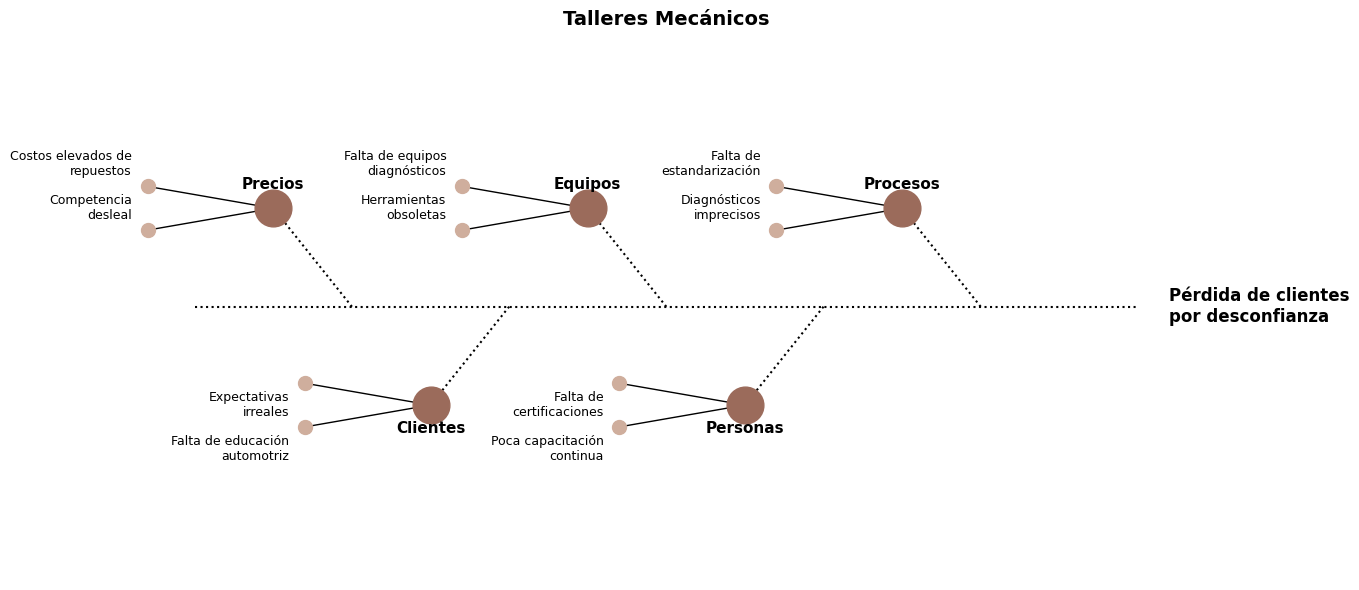 Talleres Mecánicos
Costos elevados de
repuestos
Competencia
desleal
Precios
Falta de equipos
diagnósticos
Herramientas
obsoletas
Equipos
Falta de
estandarización
Diagnósticos
imprecisos
Procesos
Pérdida de clientes
por desconfianza
Expectativas
irreales
Falta de educación
automotriz
Clientes
Falta de
certificaciones
Poca capacitación
continua
Personas